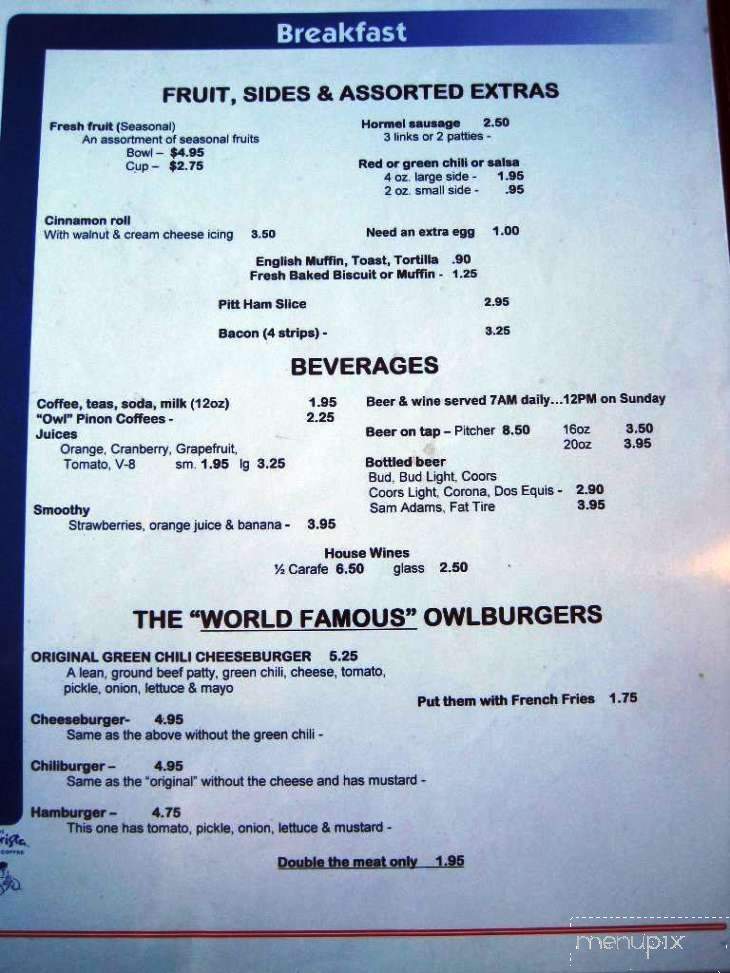 Breakfast
FRUIT, SIDES & ASSORTED EXTRAS
Fresh fruit (Seasonal)
An assortment of seasonal fruits
Bowl – $4.95
Cup – $2.75
Hormel sausage 2.50
3 links or 2 patties -
Red or green chili or salsa
4 oz. large side - 1.95
2 oz. small side - .95
Cinnamon roll
With walnut & cream cheese icing 3.50
Need an extra egg 1.00
English Muffin, Toast, Tortilla .90
Fresh Baked Biscuit or Muffin - 1.25
Pitt Ham Slice 2.95
Bacon (4 strips) - 3.25
BEVERAGES
Coffee, teas, soda, milk (12oz) 1.95
"Owl" Pinon Coffees - 2.25
Juices
Orange, Cranberry, Grapefruit,
Tomato, V-8 sm. 1.95 lg 3.25
Smoothy
Strawberries, orange juice & banana - 3.95
Beer & wine served 7AM daily...12PM on Sunday
Beer on tap – Pitcher 8.50 16oz 3.50
20oz 3.95
Bottled beer
Bud, Bud Light, Coors
Coors Light, Corona, Dos Equis - 2.90
Sam Adams, Fat Tire 3.95
House Wines
½ Carafe 6.50 glass 2.50
THE "WORLD FAMOUS" OWLBURGERS
ORIGINAL GREEN CHILI CHEESEBURGER 5.25
A lean, ground beef patty, green chili, cheese, tomato,
pickle, onion, lettuce & mayo
Put them with French Fries 1.75
Cheeseburger- 4.95
Same as the above without the green chili -
Chiliburger – 4.95
Same as the "original" without the cheese and has mustard -
Hamburger – 4.75
This one has tomato, pickle, onion, lettuce & mustard -
Double the meat only 1.95
COFFEE
menupix